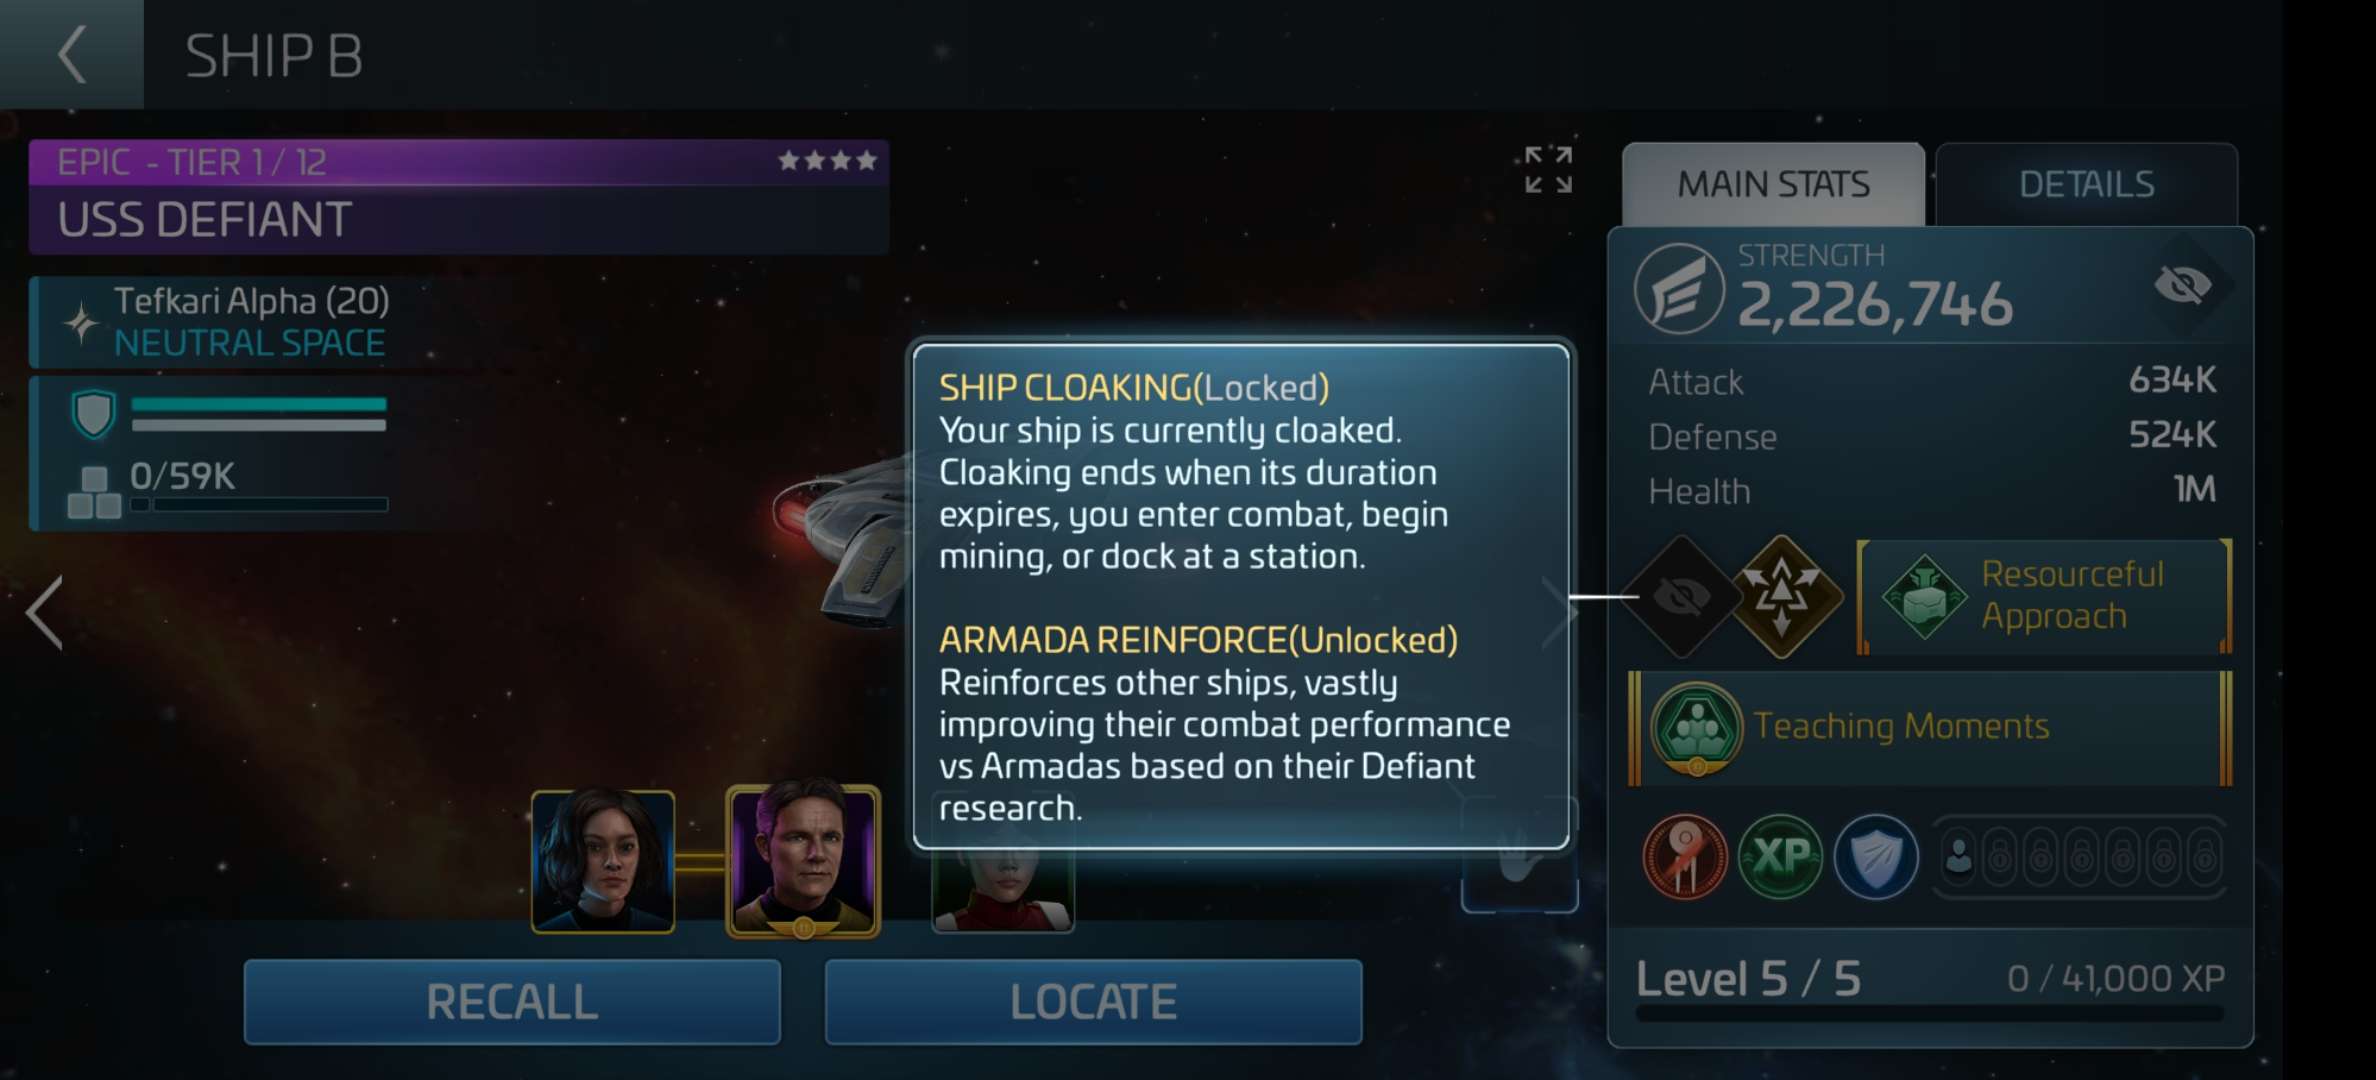 SHIP B
EPIC - TIER 1 / 12
USS DEFIANT
Tefkari Alpha (20)
NEUTRAL SPACE
0/59K
SHIP CLOAKING(Locked)
Your ship is currently cloaked.
Cloaking ends when its duration
expires, you enter combat, begin
mining, or dock at a station.
ARMADA REINFORCE(Unlocked)
Reinforces other ships, vastly
improving their combat performance
vs Armadas based on their Defiant
research.
RECALL
LOCATE
MAIN STATS
DETAILS
STRENGTH
2,226,746
Attack 634K
Defense 524K
Health 1M
Resourceful
Approach
Teaching Moments
XP
Level 5 / 5
0 / 41,000 XP